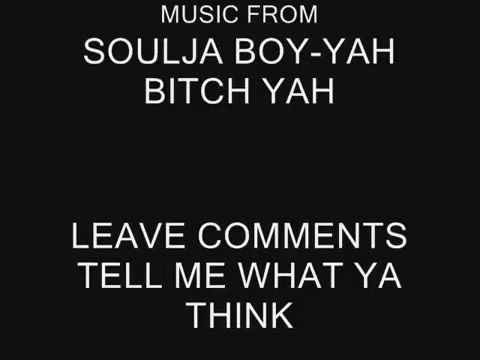 MUSIC FROM
SOULJA BOY-YAH
BITCH YAH
LEAVE COMMENTS
TELL ME WHAT YA
THINK